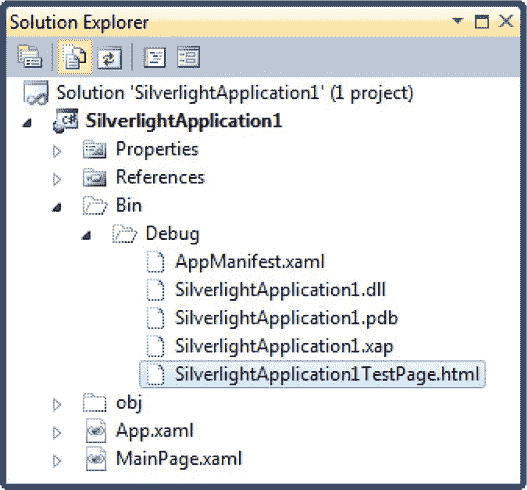 Solution Explorer
Solution 'SilverlightApplication1' (1 project)
SilverlightApplication1
Properties
References
Bin
Debug
AppManifest.xaml
SilverlightApplication1.dll
SilverlightApplication1.pdb
SilverlightApplication1.xap
SilverlightApplication1TestPage.html
obj
App.xaml
MainPage.xaml